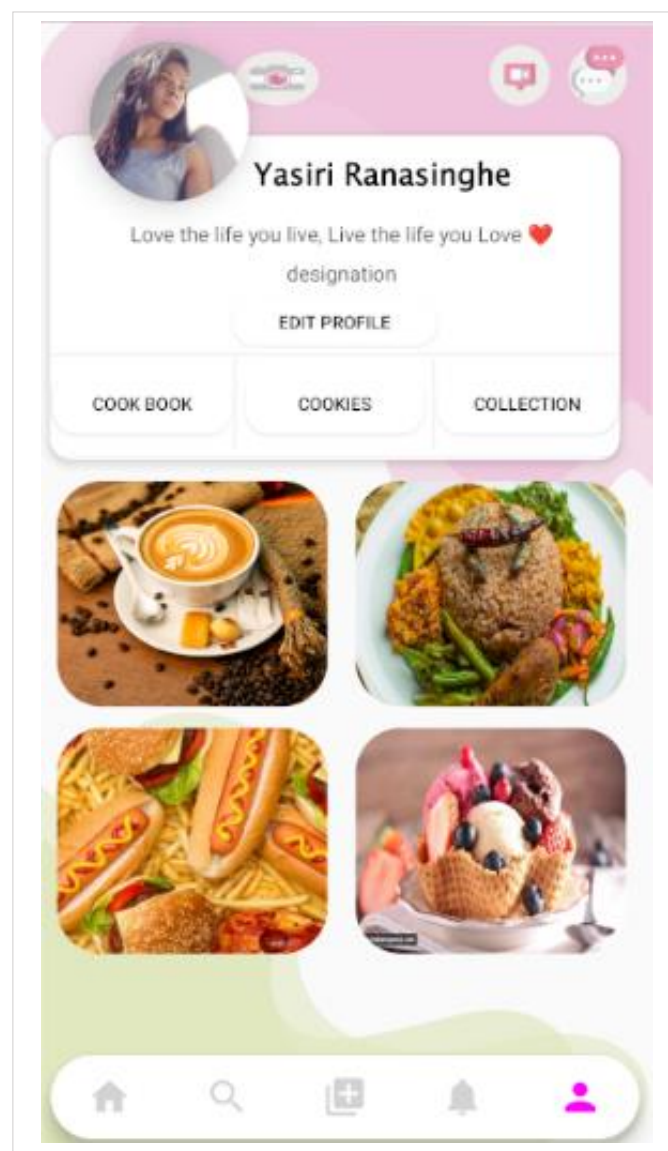 Yasiri Ranasinghe
Love the life you live, Live the life you Love ❤️
designation
EDIT PROFILE
COOK BOOK
COOKIES
COLLECTION